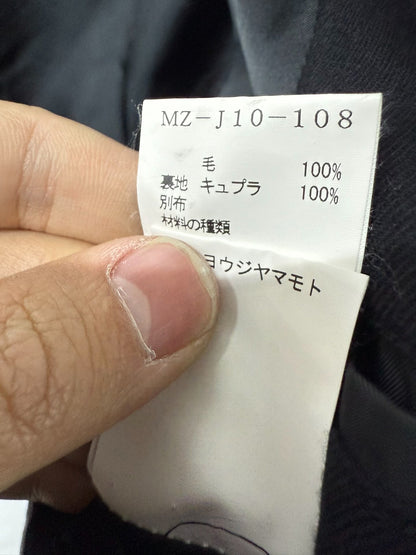 MZ-J10-108
毛 100%
裏地 キュプラ 100%
別布
材料の種類
ヨウジヤマモト